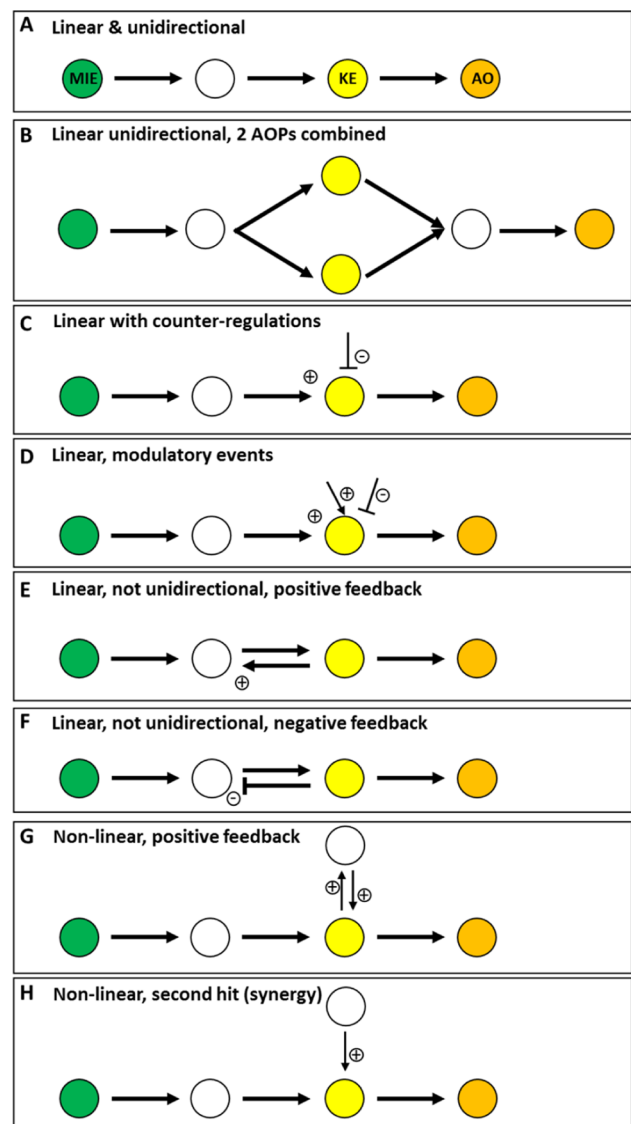 A Linear & unidirectional
MIE KE AO
B Linear unidirectional, 2 AOPs combined
C Linear with counter-regulations
-
+
D Linear, modulatory events
+ -
+
E Linear, not unidirectional, positive feedback
+
F Linear, not unidirectional, negative feedback
-
G Non-linear, positive feedback
+ +
H Non-linear, second hit (synergy)
+